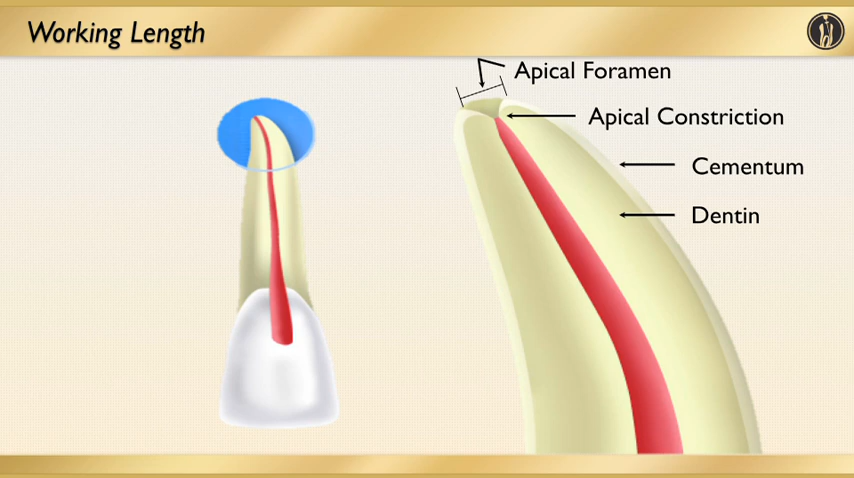 Working Length
Apical Foramen
Apical Constriction
Cementum
Dentin